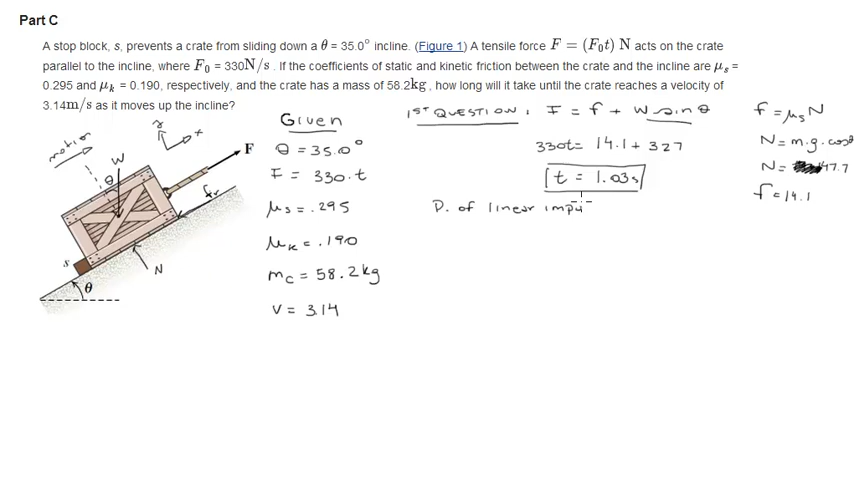 Part C
A stop block, s, prevents a crate from sliding down a θ = 35.0° incline. (Figure 1) A tensile force F = (F₀t) N acts on the crate
parallel to the incline, where F₀ = 330N/s. If the coefficients of static and kinetic friction between the crate and the incline are μₛ =
0.295 and μₖ = 0.190, respectively, and the crate has a mass of 58.2kg, how long will it take until the crate reaches a velocity of
3.14m/s as it moves up the incline?
motion
x
W
θ
F
fr
s
N
θ
Given
θ = 35.0°
F = 330.t
μs = .295
μk = .190
mc = 58.2kg
V = 3.14
1ST QUESTION, F = f + W sin θ
330t = 14.1 + 327
t = 1.03s
P. of linear impu
f = μsN
N = m.g.cosθ
N = 47.7
f = 14.1